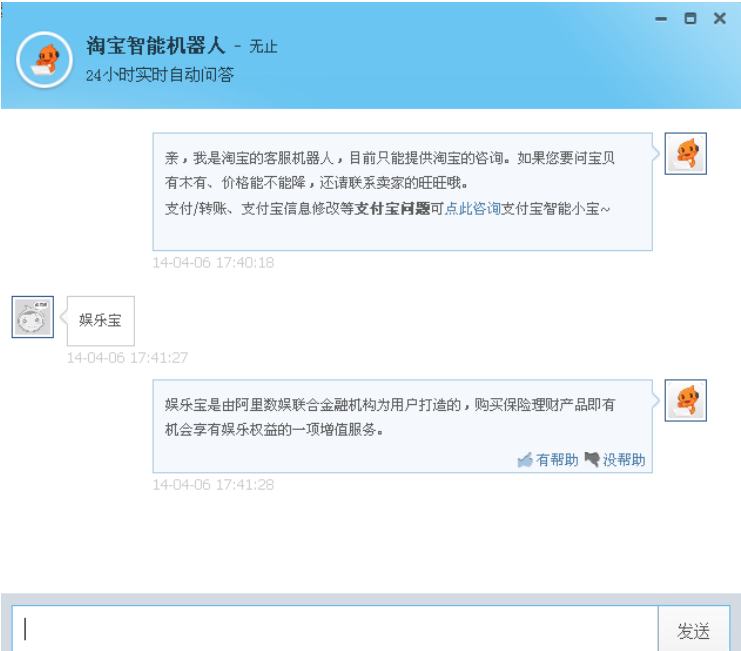 淘宝智能机器人 - 无止
24小时实时自动问答
亲，我是淘宝的客服机器人，目前只能提供淘宝的咨询。如果您要问宝贝
有木有、价格能不能降，还请联系卖家的旺旺哦。
支付/转账、支付宝信息修改等支付宝问题可点此咨询支付宝智能小宝~
14-04-06 17:40:18
娱乐宝
14-04-06 17:41:27
娱乐宝是由阿里数娱联合金融机构为用户打造的，购买保险理财产品即有
机会享有娱乐权益的一项增值服务。
有帮助 没帮助
14-04-06 17:41:28
发送